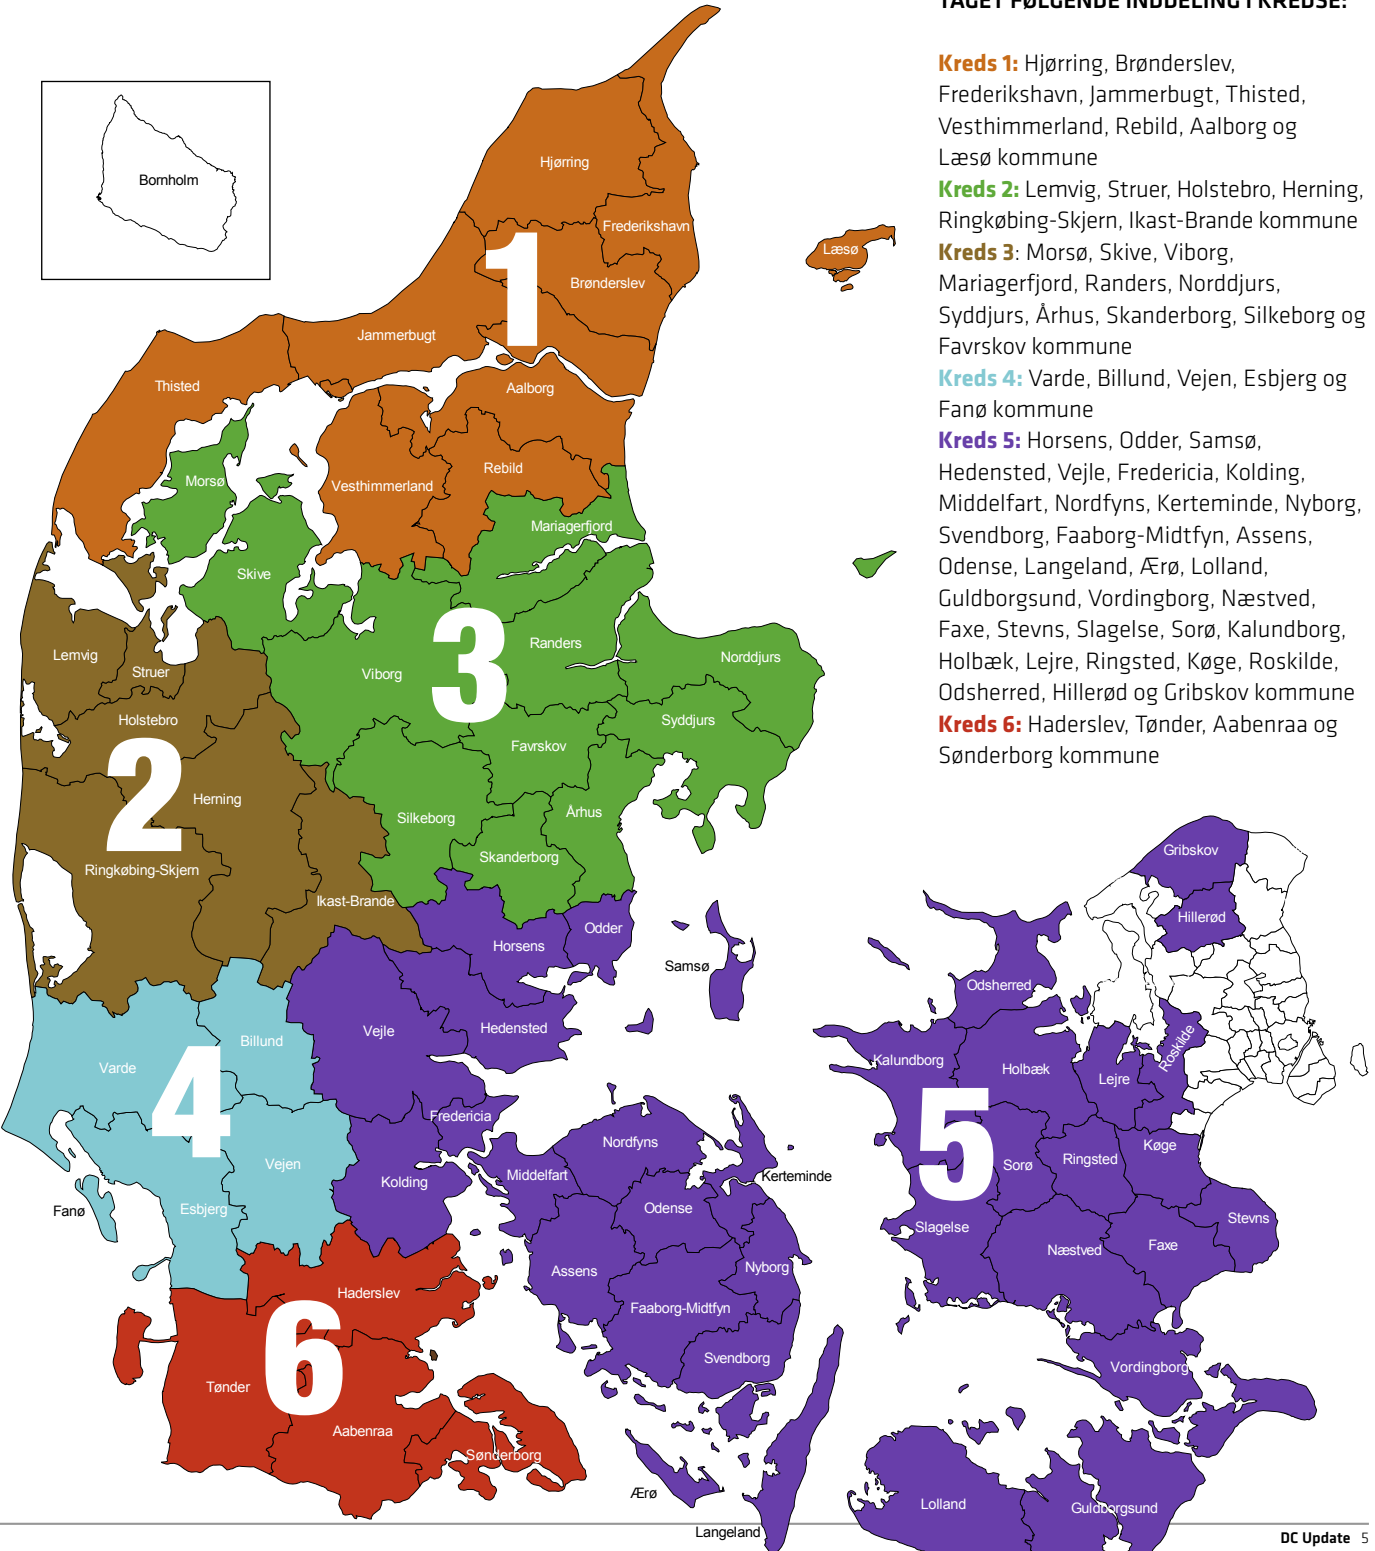 TAGET FØLGENDE INDDELING I KREDSE:
Kreds 1: Hjørring, Brønderslev,
Frederikshavn, Jammerbugt, Thisted,
Vesthimmerland, Rebild, Aalborg og
Læsø kommune
Kreds 2: Lemvig, Struer, Holstebro, Herning,
Ringkøbing-Skjern, Ikast-Brande kommune
Kreds 3: Morsø, Skive, Viborg,
Mariagerfjord, Randers, Norddjurs,
Syddjurs, Århus, Skanderborg, Silkeborg og
Favrskov kommune
Kreds 4: Varde, Billund, Vejen, Esbjerg og
Fanø kommune
Kreds 5: Horsens, Odder, Samsø,
Hedensted, Vejle, Fredericia, Kolding,
Middelfart, Nordfyns, Kerteminde, Nyborg,
Svendborg, Faaborg-Midtfyn, Assens,
Odense, Langeland, Ærø, Lolland,
Guldborgsund, Vordingborg, Næstved,
Faxe, Stevns, Slagelse, Sorø, Kalundborg,
Holbæk, Lejre, Ringsted, Køge, Roskilde,
Odsherred, Hillerød og Gribskov kommune
Kreds 6: Haderslev, Tønder, Aabenraa og
Sønderborg kommune
Bornholm
Hjørring
Frederikshavn
Læsø
1
Brønderslev
Jammerbugt
Thisted
Aalborg
Rebild
Vesthimmerland
Morsø
Mariagerfjord
Skive
3
Randers
Norddjurs
Viborg
Syddjurs
Favrskov
Århus
Silkeborg
Skanderborg
Lemvig
Struer
Holstebro
2
Herning
Ringkøbing-Skjern
Ikast-Brande
Horsens
Odder
Samsø
Hedensted
Vejle
Billund
Varde
4
Vejen
Esbjerg
Fanø
Fredericia
Kolding
Middelfart
Nordfyns
Kerteminde
Odense
Assens
Nyborg
Faaborg-Midtfyn
Svendborg
Ærø
Langeland
Haderslev
6
Tønder
Aabenraa
Sønderborg
Gribskov
Hillerød
Odsherred
Roskilde
Kalundborg
Holbæk
Lejre
5
Sorø
Ringsted
Køge
Slagelse
Næstved
Faxe
Stevns
Vordingborg
Lolland
Guldborgsund
DC Update 5